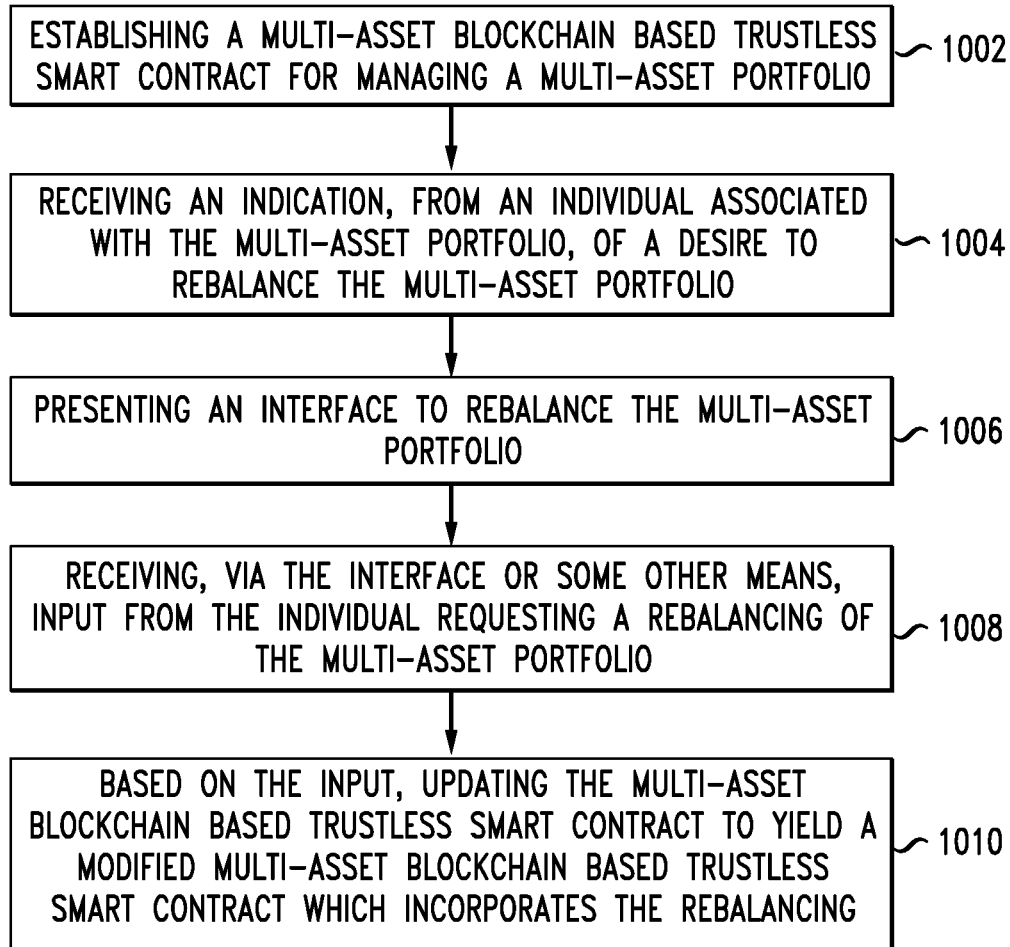 ESTABLISHING A MULTI–ASSET BLOCKCHAIN BASED TRUSTLESS
SMART CONTRACT FOR MANAGING A MULTI–ASSET PORTFOLIO
1002
RECEIVING AN INDICATION, FROM AN INDIVIDUAL ASSOCIATED
WITH THE MULTI–ASSET PORTFOLIO, OF A DESIRE TO
REBALANCE THE MULTI–ASSET PORTFOLIO
1004
PRESENTING AN INTERFACE TO REBALANCE THE MULTI–ASSET
PORTFOLIO
1006
RECEIVING, VIA THE INTERFACE OR SOME OTHER MEANS,
INPUT FROM THE INDIVIDUAL REQUESTING A REBALANCING OF
THE MULTI–ASSET PORTFOLIO
1008
BASED ON THE INPUT, UPDATING THE MULTI–ASSET
BLOCKCHAIN BASED TRUSTLESS SMART CONTRACT TO YIELD A
MODIFIED MULTI–ASSET BLOCKCHAIN BASED TRUSTLESS
SMART CONTRACT WHICH INCORPORATES THE REBALANCING
1010